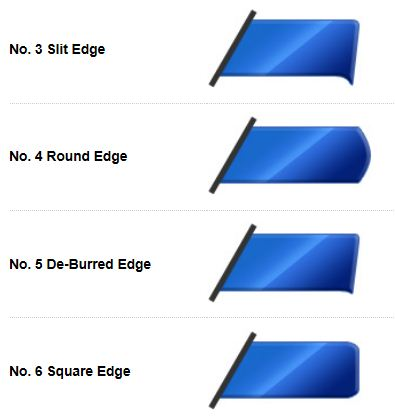 No. 3 Slit Edge
No. 4 Round Edge
No. 5 De-Burred Edge
No. 6 Square Edge